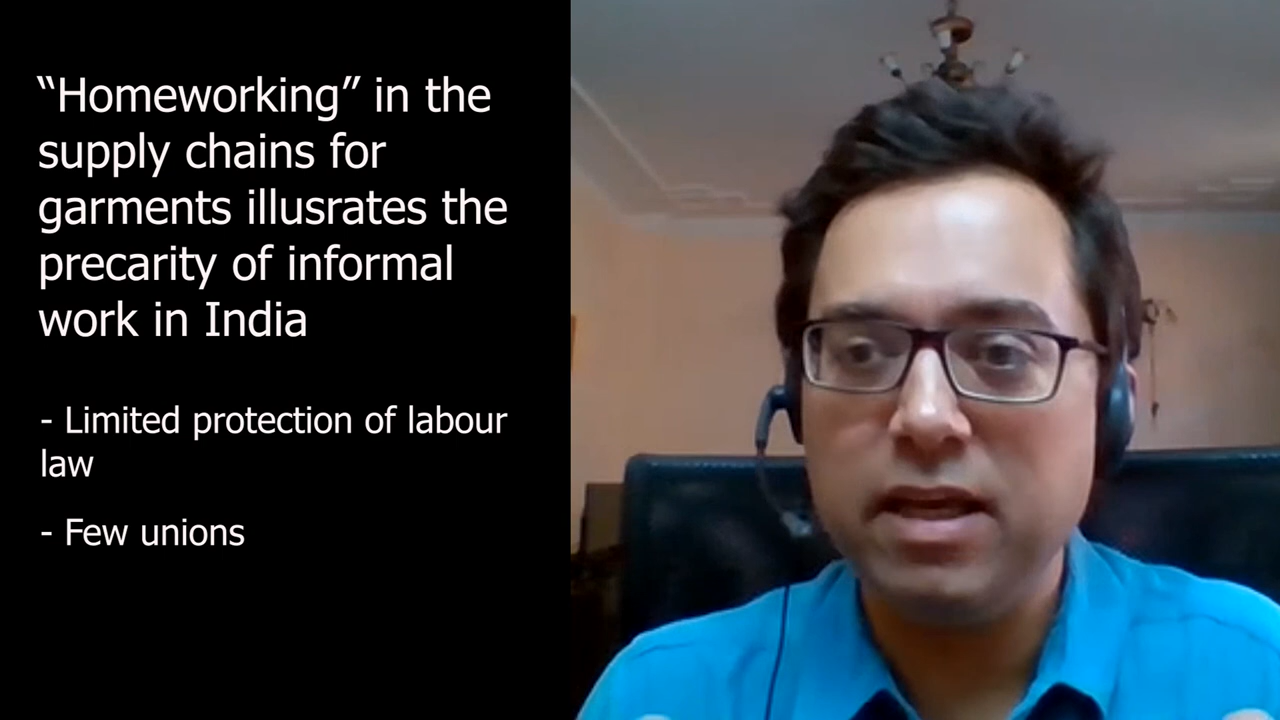 “Homeworking” in the
supply chains for
garments illusrates the
precarity of informal
work in India
- Limited protection of labour
law
- Few unions